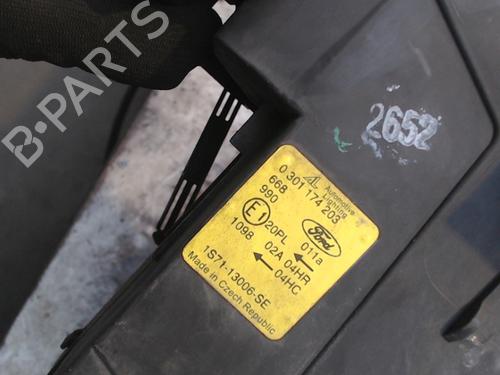 B-PARTS
2652
AL Automotive Lighting
0 301 174 203
668
990
E1
Ford
20PL
011a
1098
02A 04HR
04HC
1S71-13006-SE
Made in Czech Republic